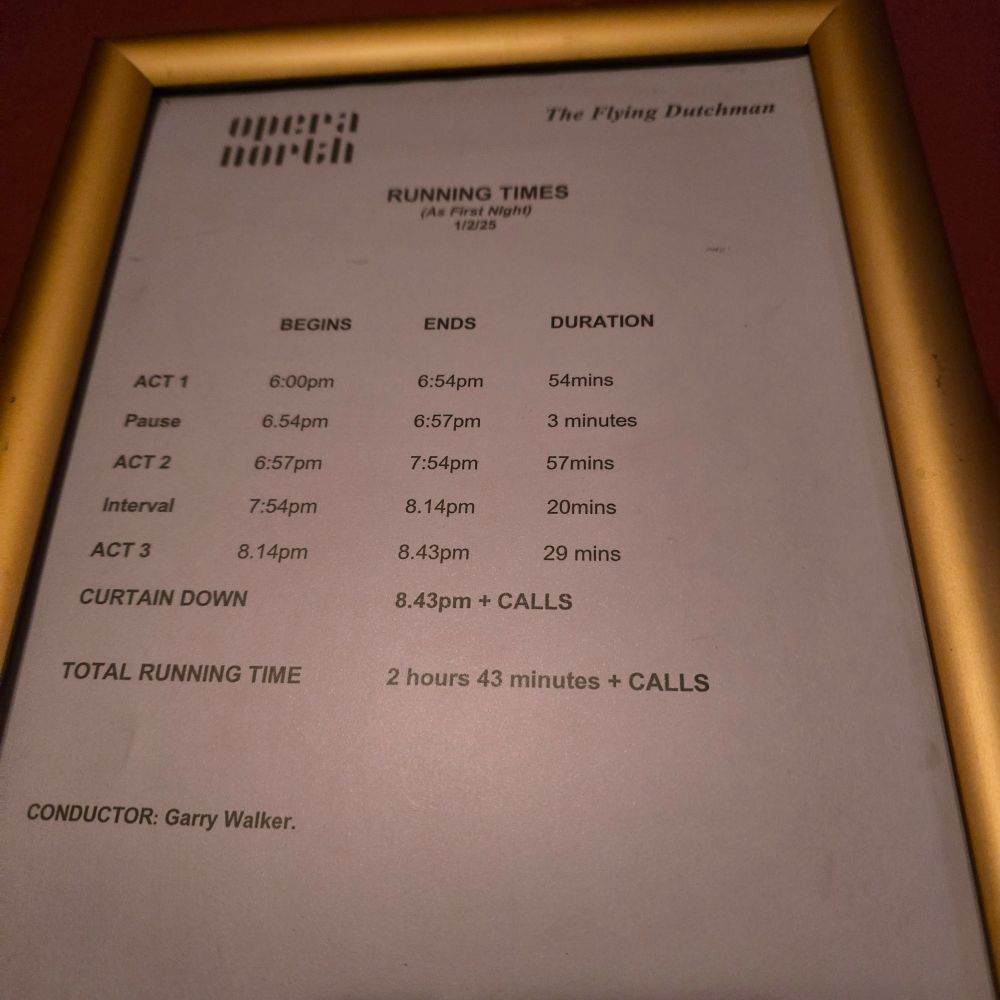 opera
north
The Flying Dutchman
RUNNING TIMES
(As First Night)
1/2/25
BEGINS ENDS DURATION
ACT 1 6:00pm 6:54pm 54mins
Pause 6.54pm 6:57pm 3 minutes
ACT 2 6:57pm 7:54pm 57mins
Interval 7:54pm 8.14pm 20mins
ACT 3 8.14pm 8.43pm 29 mins
CURTAIN DOWN 8.43pm + CALLS
TOTAL RUNNING TIME 2 hours 43 minutes + CALLS
CONDUCTOR: Garry Walker.